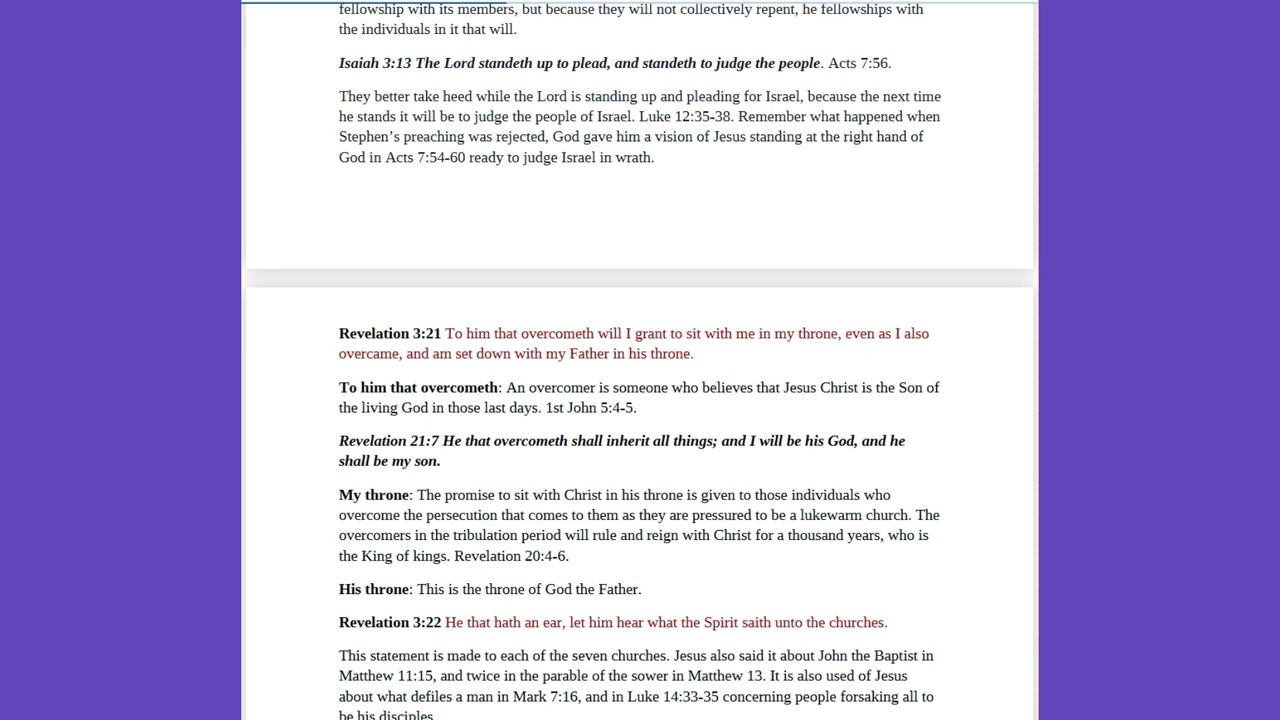 fellowship with its members, but because they will not collectively repent, he fellowships with
the individuals in it that will.
Isaiah 3:13 The Lord standeth up to plead, and standeth to judge the people. Acts 7:56.
They better take heed while the Lord is standing up and pleading for Israel, because the next time
he stands it will be to judge the people of Israel. Luke 12:35-38. Remember what happened when
Stephen’s preaching was rejected, God gave him a vision of Jesus standing at the right hand of
God in Acts 7:54-60 ready to judge Israel in wrath.
Revelation 3:21 To him that overcometh will I grant to sit with me in my throne, even as I also
overcame, and am set down with my Father in his throne.
To him that overcometh: An overcomer is someone who believes that Jesus Christ is the Son of
the living God in those last days. 1st John 5:4-5.
Revelation 21:7 He that overcometh shall inherit all things; and I will be his God, and he
shall be my son.
My throne: The promise to sit with Christ in his throne is given to those individuals who
overcome the persecution that comes to them as they are pressured to be a lukewarm church. The
overcomers in the tribulation period will rule and reign with Christ for a thousand years, who is
the King of kings. Revelation 20:4-6.
His throne: This is the throne of God the Father.
Revelation 3:22 He that hath an ear, let him hear what the Spirit saith unto the churches.
This statement is made to each of the seven churches. Jesus also said it about John the Baptist in
Matthew 11:15, and twice in the parable of the sower in Matthew 13. It is also used of Jesus
about what defiles a man in Mark 7:16, and in Luke 14:33-35 concerning people forsaking all to
be his disciples.